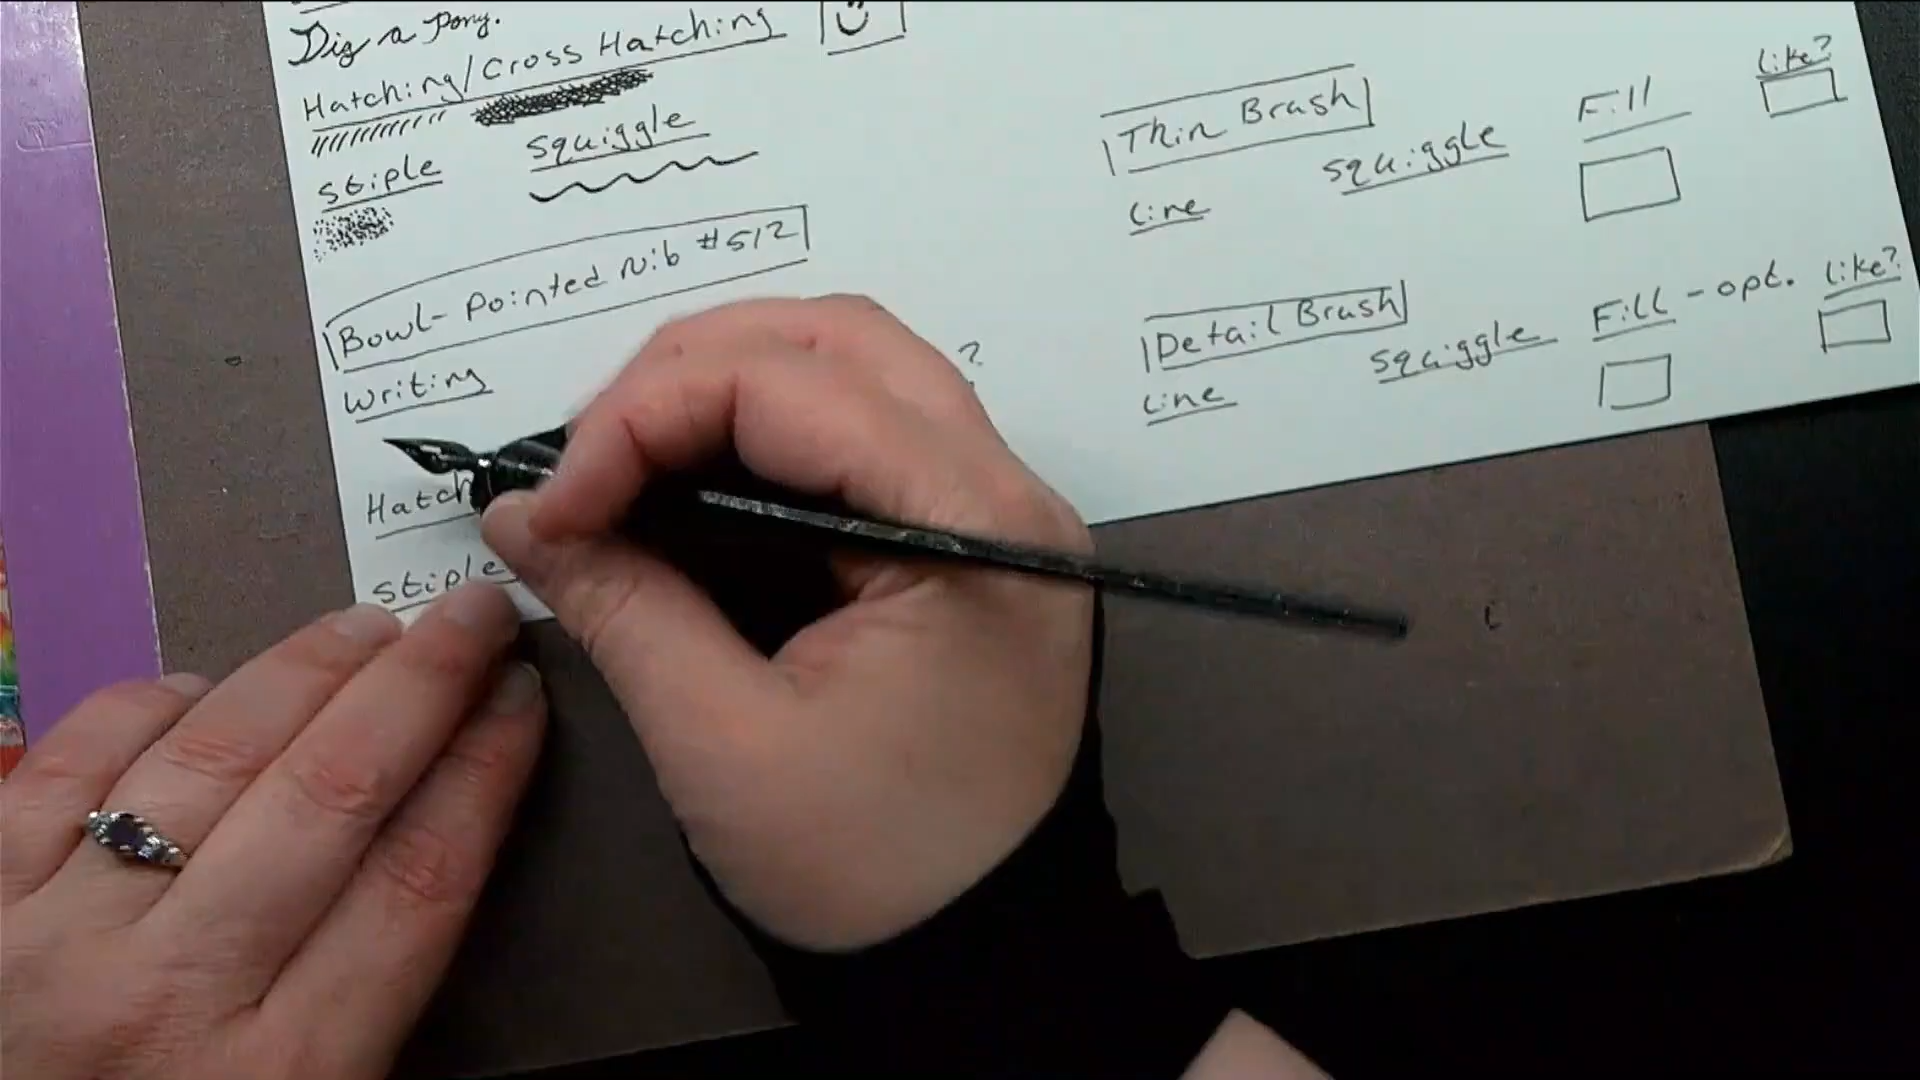 Dig a Pony.
Hatching/Cross Hatching
Stiple Squiggle
Bowl-Pointed Nib #512
Writing
?
Hatch
Stiple
Thin Brush
Line Squiggle Fill Like?
Detail Brush
Line Squiggle Fill - opt. Like?